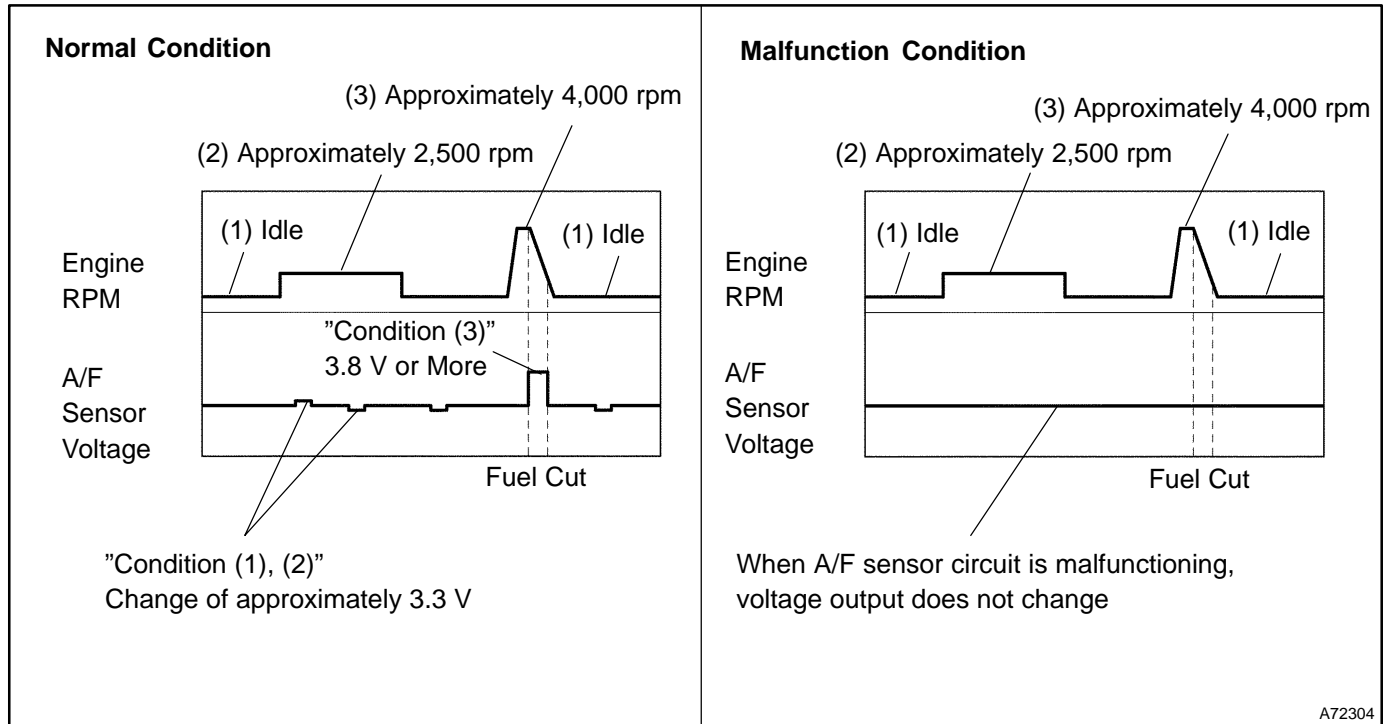 Normal Condition
(3) Approximately 4,000 rpm
(2) Approximately 2,500 rpm
(1) Idle
(1) Idle
Engine
RPM
”Condition (3)”
3.8 V or More
A/F
Sensor
Voltage
Fuel Cut
”Condition (1), (2)”
Change of approximately 3.3 V
Malfunction Condition
(3) Approximately 4,000 rpm
(2) Approximately 2,500 rpm
(1) Idle
(1) Idle
Engine
RPM
A/F
Sensor
Voltage
Fuel Cut
When A/F sensor circuit is malfunctioning,
voltage output does not change
A72304